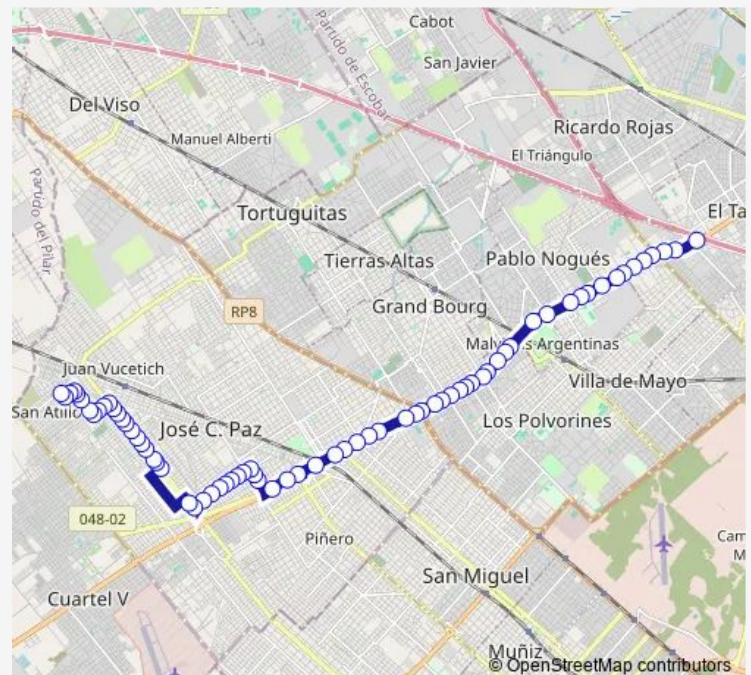 Cabot
Partido de Escobar
San Javier
Del Viso
Ricardo Rojas
Manuel Alberti
El Triángulo
Partido del Pilar
Tortuguitas
El Ta
Tierras Altas
Pablo Nogués
RP8
Grand Bourg
Malvinas Argentinas
Juan Vucetich
Villa de Mayo
San Atilio
José C. Paz
Los Polvorines
048-02
Piñero
Cam
M
San Miguel
Cuartel V
Muñiz
© OpenStreetMap contributors